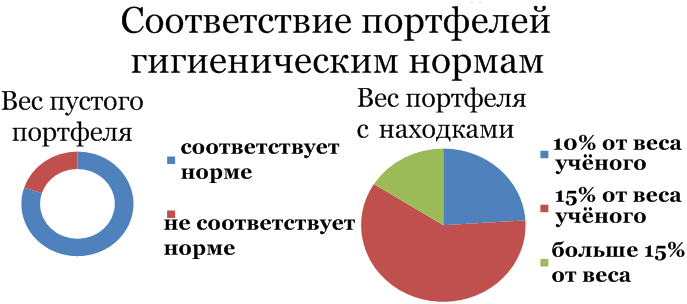 Соответствие портфелей
гигиеническим нормам
Вес пустого
портфеля
соответствует
норме
не соответствует
норме
Вес портфеля
с находками
10% от веса
учёного
15% от веса
учёного
больше 15%
от веса